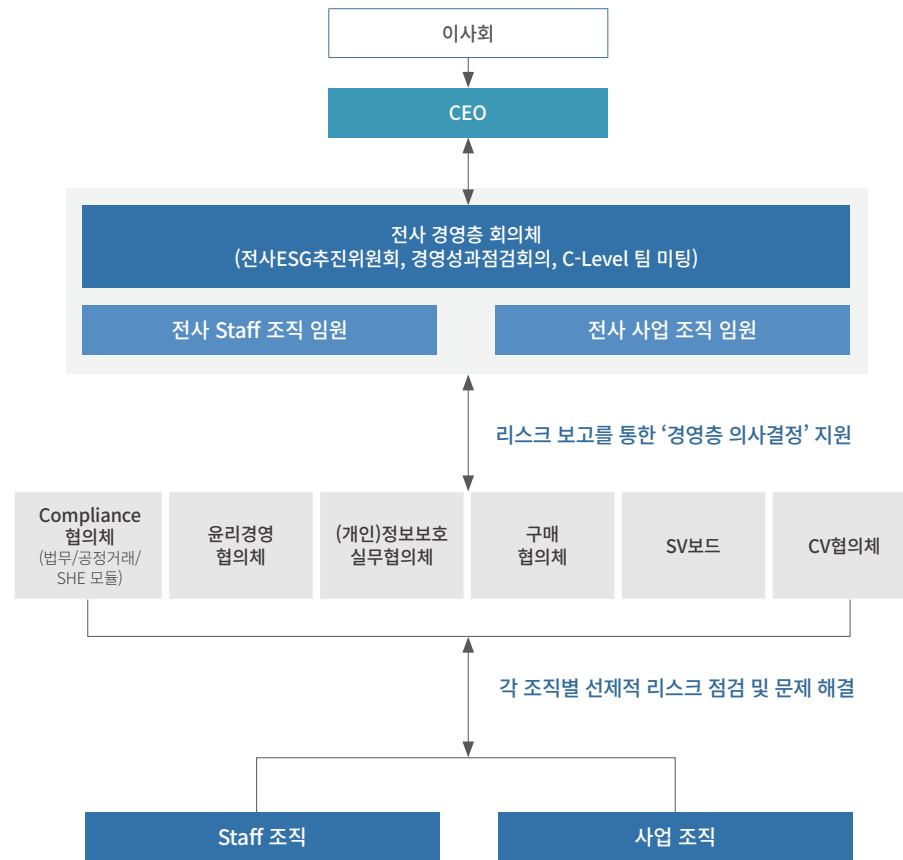 이사회
CEO
전사 경영층 회의체
(전사ESG추진위원회, 경영성과점검회의, C-Level 팀 미팅)
전사 Staff 조직 임원
전사 사업 조직 임원
리스크 보고를 통한 ‘경영층 의사결정’ 지원
Compliance
협의체
(법무/공정거래/
SHE 모듈)
윤리경영
협의체
(개인)정보보호
실무협의체
구매
협의체
SV보드
CV협의체
각 조직별 선제적 리스크 점검 및 문제 해결
Staff 조직
사업 조직